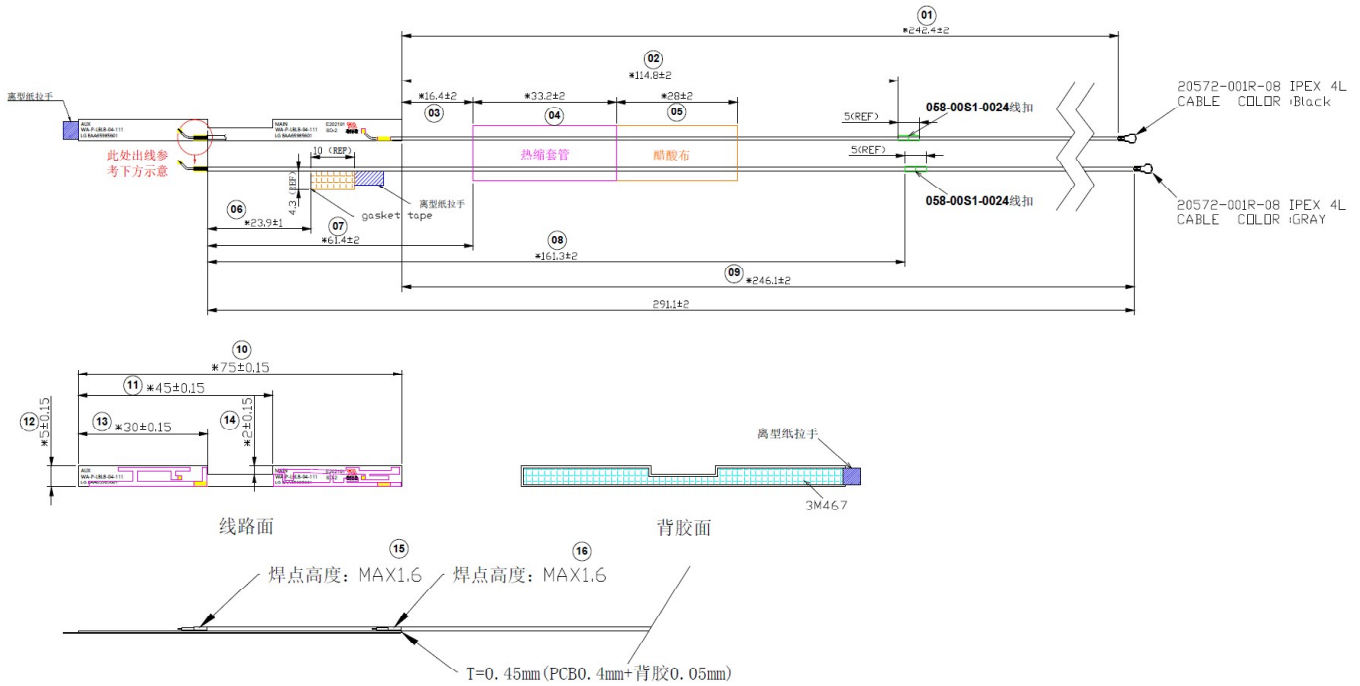 01
*242.4±2
02
*114.8±2
20572-001R-08 IPEX 4L
CABLE COLOR :Black
离型纸拉手
*16.4±2
*33.2±2
*28±2
03
04
05
058-00S1-0024线扣
5(REF)
AUX
WA-P-LBLB-04-111
MAIN
WA-P-LBLB-04-111
E202191
此处出线参
考下方示意
10 (REF)
热缩套管
醋酸布
5(REF)
4.3 (REF)
离型纸拉手
gasket tape
058-00S1-0024线扣
20572-001R-08 IPEX 4L
CABLE COLOR :GRAY
06
*23.9±1
07
*61.4±2
08
*161.3±2
09
*246.1±2
291.1±2
10
*75±0.15
11
*45±0.15
12
*5±0.15
13
*30±0.15
14
*2±0.15
离型纸拉手
AUX
WA-P-LBLB-04-111
MAIN
WA-P-LBLB-04-111
3M467
线路面
背胶面
15
焊点高度: MAX1.6
16
焊点高度: MAX1.6
T=0.45mm(PCB0.4mm+背胶0.05mm)